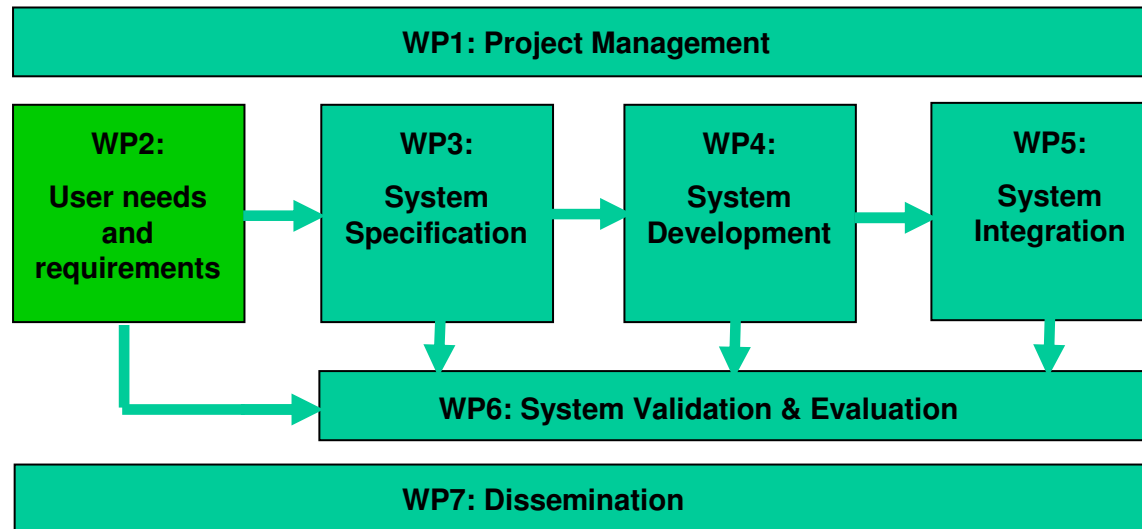 WP1: Project Management
WP2:
User needs
and
requirements
WP3:
System
Specification
WP4:
System
Development
WP5:
System
Integration
WP6: System Validation & Evaluation
WP7: Dissemination